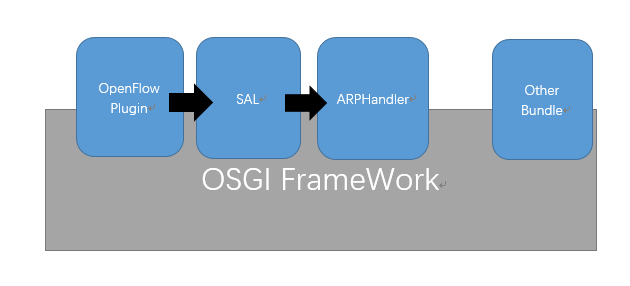 OpenFlow
Plugin
SAL
ARPHandler
Other
Bundle
OSGI FrameWork